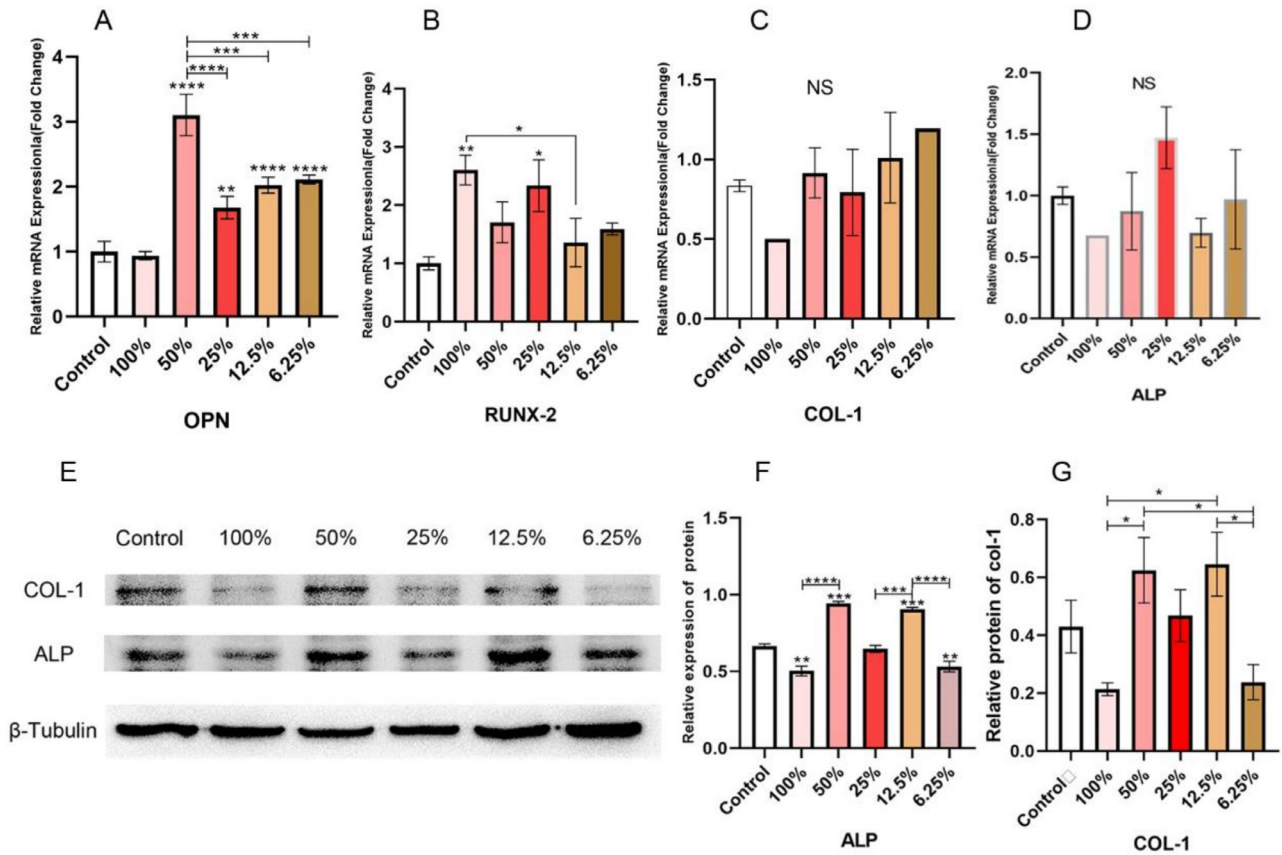 A
Relative mRNA Expressionla(Fold Change)
4
3
2
1
0
***
***
****
****
**
****
****
Control
100%
50%
25%
12.5%
6.25%
OPN
B
Relative mRNA Expressionla(Fold Change)
4
3
2
1
0
*
**
*
Control
100%
50%
25%
12.5%
6.25%
RUNX-2
C
Relative mRNA Expressionla(Fold Change)
1.5
1.0
0.5
0.0
NS
Control
100%
50%
25%
12.5%
6.25%
COL-1
D
Relative mRNA Expressionla(Fold Change)
2.0
1.5
1.0
0.5
0.0
NS
Control
100%
50%
25%
12.5%
6.25%
ALP
E
Control 100% 50% 25% 12.5% 6.25%
COL-1
ALP
β-Tubulin
F
Relative expression of protein
1.5
1.0
0.5
0.0
****
***
****
**
***
***
**
Control
100%
50%
25%
12.5%
6.25%
ALP
G
Relative protein of col-1
0.8
0.6
0.4
0.2
0.0
*
*
*
*
Control
100%
50%
25%
12.5%
6.25%
COL-1